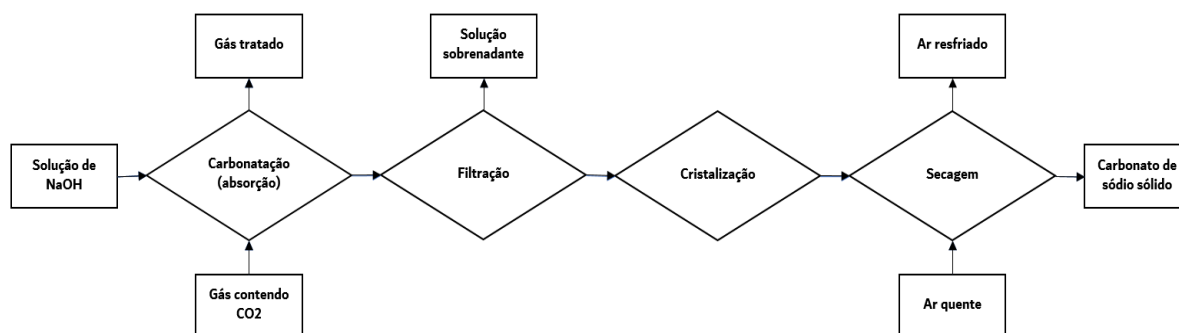 Gás tratado
Solução
sobrenadante
Ar resfriado
Solução de
NaOH
Carbonatação
(absorção)
Filtração
Cristalização
Secagem
Carbonato de
sódio sólido
Gás contendo
CO2
Ar quente